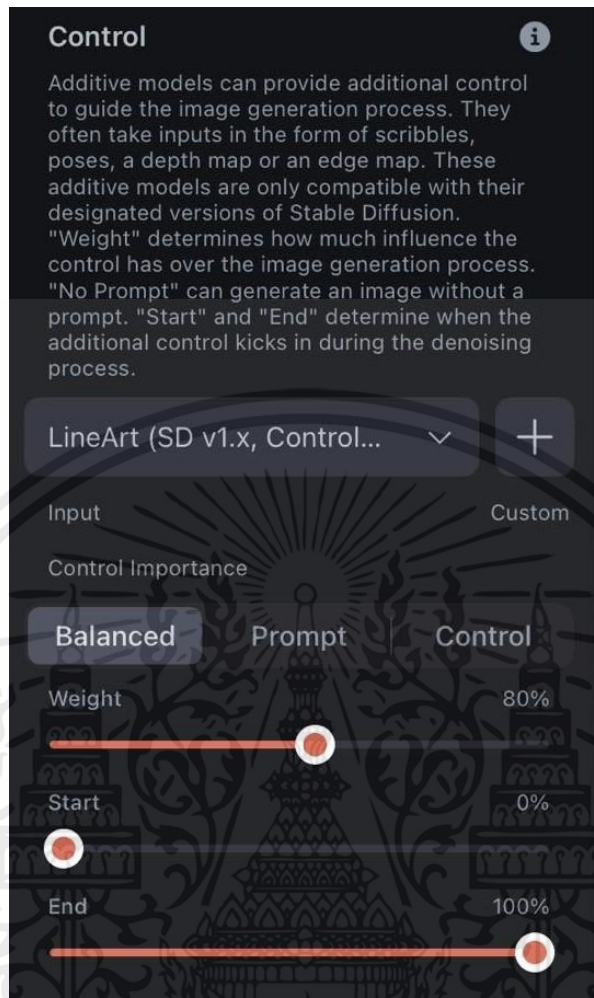 Control
Additive models can provide additional control
to guide the image generation process. They
often take inputs in the form of scribbles,
poses, a depth map or an edge map. These
additive models are only compatible with their
designated versions of Stable Diffusion.
"Weight" determines how much influence the
control has over the image generation process.
"No Prompt" can generate an image without a
prompt. "Start" and "End" determine when the
additional control kicks in during the denoising
process.
LineArt (SD v1.x, Control...
Input Custom
Control Importance
Balanced Prompt Control
Weight 80%
Start 0%
End 100%